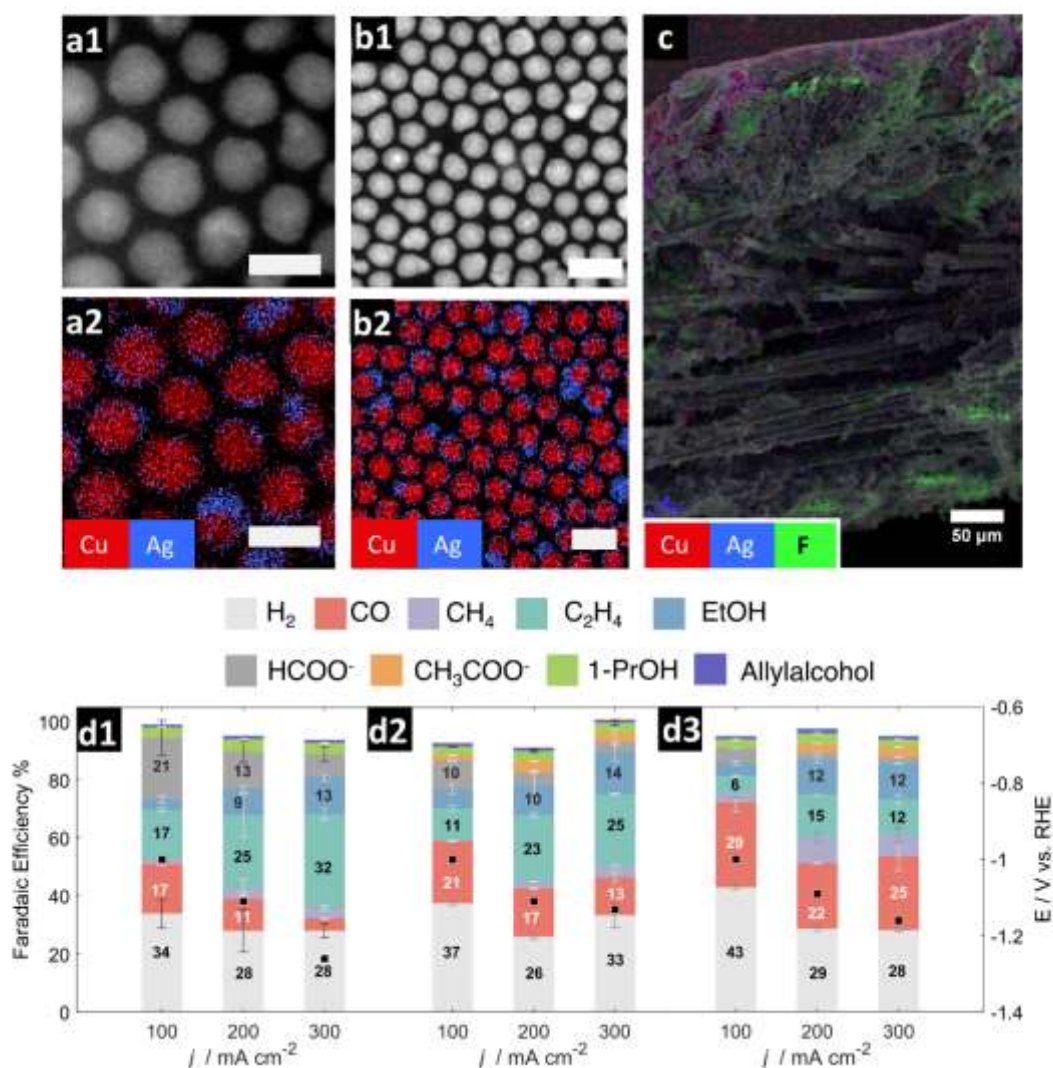 a1 b1 c
a2 b2
Cu Ag Cu Ag Cu Ag F 50 µm
H₂ CO CH₄ C₂H₄ EtOH
HCOO⁻ CH₃COO⁻ 1-PrOH Allylalcohol
d1 d2 d3
Faradaic Efficiency %
100
80
60
40
20
0
21 17 17 34
13 9 25 11 28
13 32 28
10 11 21 37
10 23 17 26
14 25 13 33
6 29 43
12 15 22 29
12 12 25 28
-0.6
-0.8
-1
-1.2
-1.4
E / V vs. RHE
100 200 300 100 200 300 100 200 300
j / mA cm⁻² j / mA cm⁻² j / mA cm⁻²